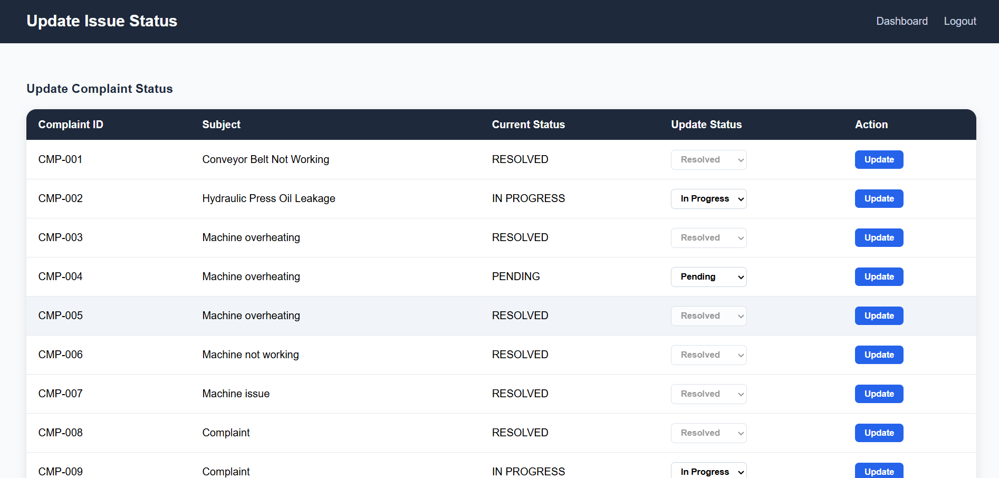 Update Issue Status Dashboard Logout
Update Complaint Status
Complaint ID Subject Current Status Update Status Action
CMP-001 Conveyor Belt Not Working RESOLVED Resolved Update
CMP-002 Hydraulic Press Oil Leakage IN PROGRESS In Progress Update
CMP-003 Machine overheating RESOLVED Resolved Update
CMP-004 Machine overheating PENDING Pending Update
CMP-005 Machine overheating RESOLVED Resolved Update
CMP-006 Machine not working RESOLVED Resolved Update
CMP-007 Machine issue RESOLVED Resolved Update
CMP-008 Complaint RESOLVED Resolved Update
CMP-009 Complaint IN PROGRESS In Progress Update